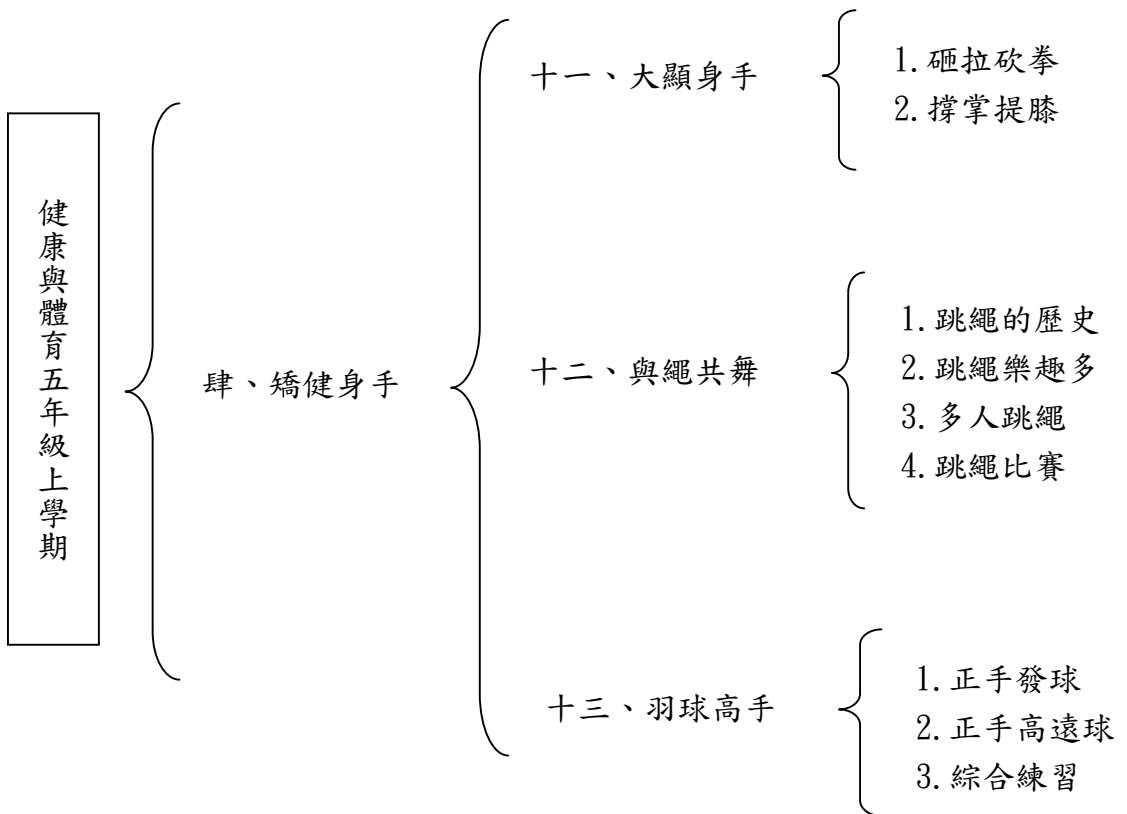 健康與體育五年級上學期
肆、矯健身手
十一、大顯身手
1.砸拉砍拳
2.撐掌提膝
十二、與繩共舞
1.跳繩的歷史
2.跳繩樂趣多
3.多人跳繩
4.跳繩比賽
十三、羽球高手
1.正手發球
2.正手高遠球
3.綜合練習